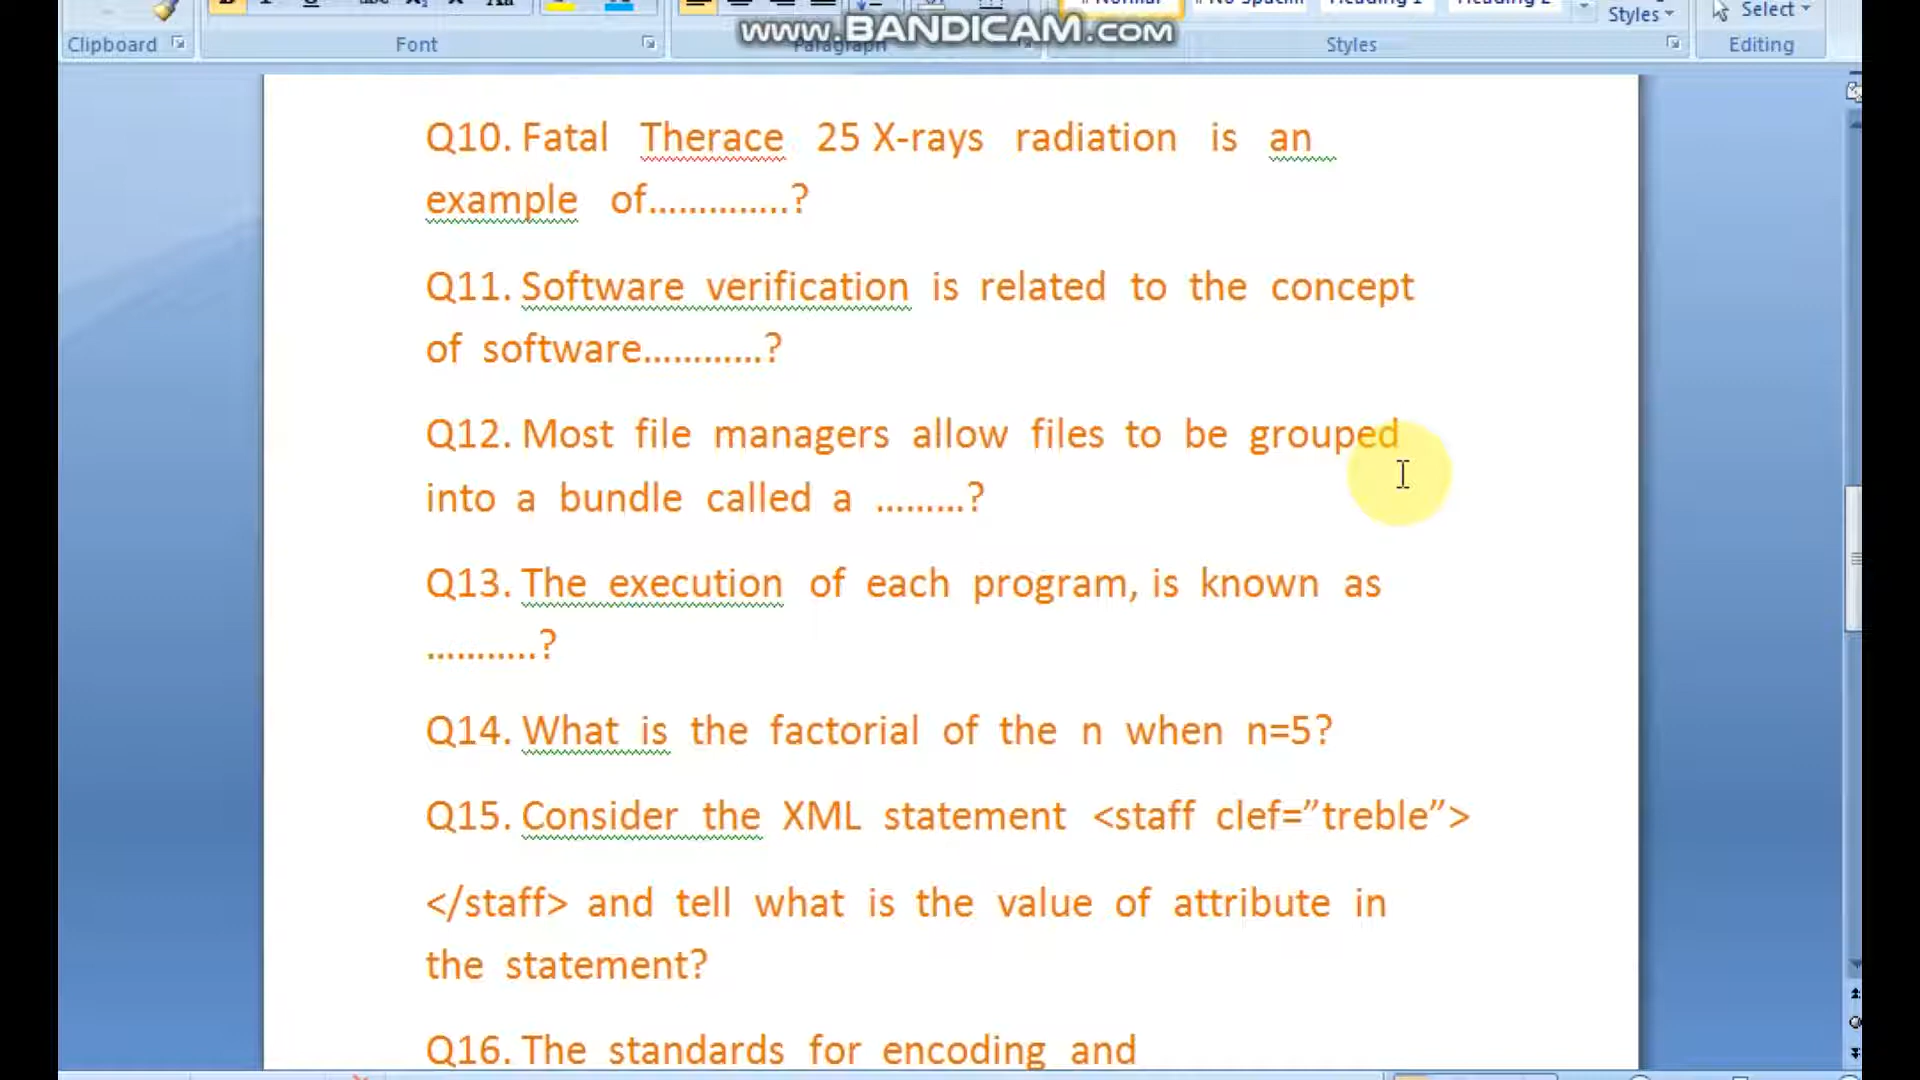 www.BANDICAM.com
Styles
Select
Clipboard
Font
Paragraph
Styles
Editing
Q10. Fatal Therace 25 X-rays radiation is an
example of..............?
Q11. Software verification is related to the concept
of software............?
Q12. Most file managers allow files to be grouped
into a bundle called a .........?
Q13. The execution of each program, is known as
...........?
Q14. What is the factorial of the n when n=5?
Q15. Consider the XML statement <staff clef=”treble”>
</staff> and tell what is the value of attribute in
the statement?
Q16. The standards for encoding and